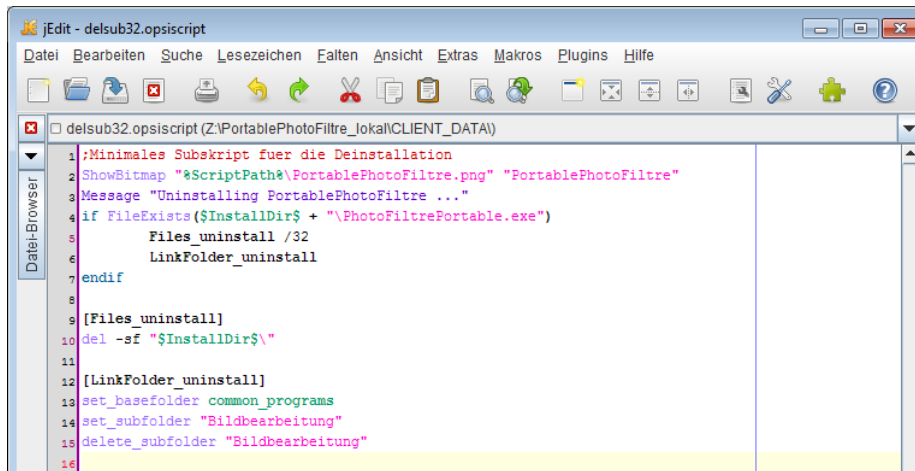 jEdit - delsub32.opsiscript
Datei Bearbeiten Suche Lesezeichen Falten Ansicht Extras Makros Plugins Hilfe
delsub32.opsiscript (Z:\PortablePhotoFiltre_lokal\CLIENT_DATA\)
Datei-Browser
1 ;Minimales Subskript fuer die Deinstallation
2 ShowBitmap "%ScriptPath%\PortablePhotoFiltre.png" "PortablePhotoFiltre"
3 Message "Uninstalling PortablePhotoFiltre ..."
4 if FileExists($InstallDir$ + "\PhotoFiltrePortable.exe")
5 Files_uninstall /32
6 LinkFolder_uninstall
7 endif
8
9 [Files_uninstall]
10 del -sf "$InstallDir$\"
11
12 [LinkFolder_uninstall]
13 set_basefolder common_programs
14 set_subfolder "Bildbearbeitung"
15 delete_subfolder "Bildbearbeitung"
16